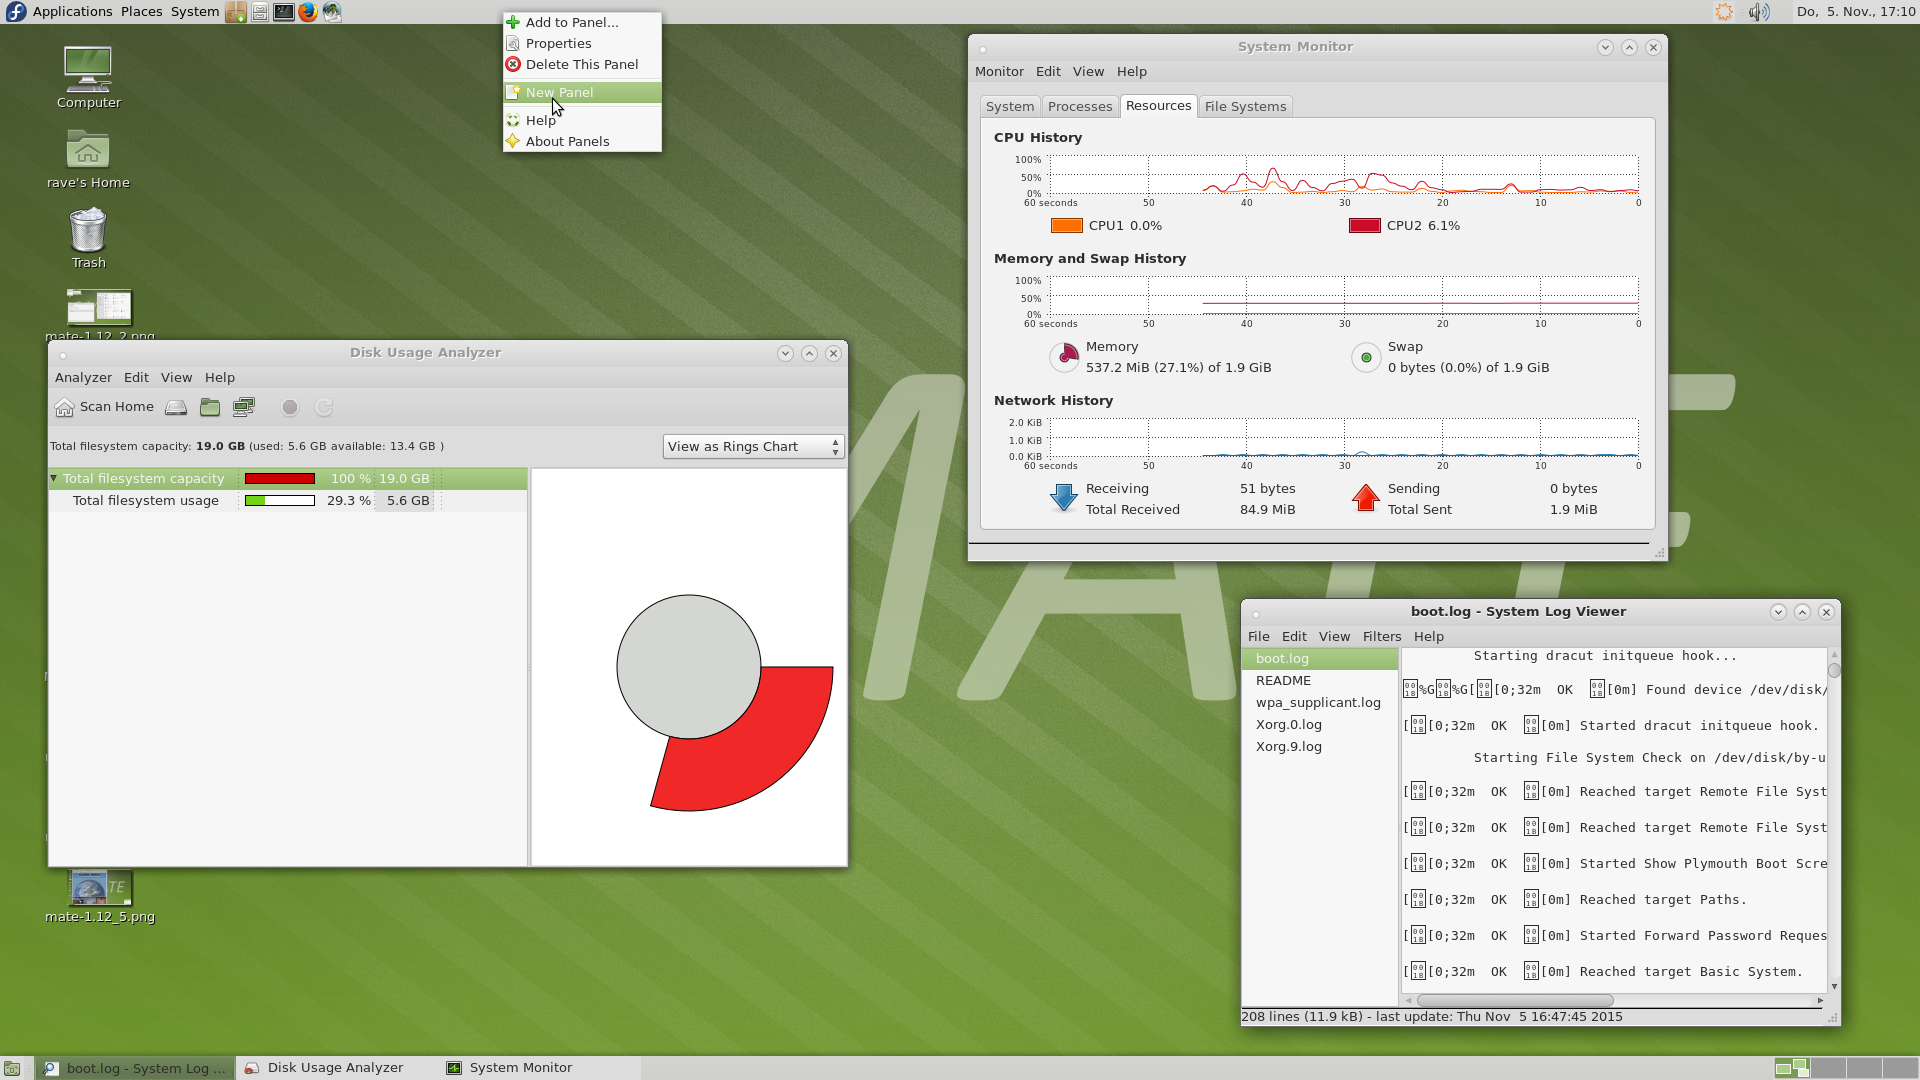 Applications Places System
Do, 5. Nov., 17:10
Add to Panel...
Properties
Delete This Panel
New Panel
Help
About Panels
Computer
rave's Home
Trash
mate-1.12_2.png
mate-1.12_5.png
System Monitor
Monitor Edit View Help
System Processes Resources File Systems
CPU History
100%
50%
0%
60 seconds 50 40 30 20 10 0
CPU1 0.0% CPU2 6.1%
Memory and Swap History
100%
50%
0%
60 seconds 50 40 30 20 10 0
Memory
537.2 MiB (27.1%) of 1.9 GiB
Swap
0 bytes (0.0%) of 1.9 GiB
Network History
2.0 KiB
1.0 KiB
0.0 KiB
60 seconds 50 40 30 20 10 0
Receiving 51 bytes
Total Received 84.9 MiB
Sending 0 bytes
Total Sent 1.9 MiB
Disk Usage Analyzer
Analyzer Edit View Help
Scan Home
Total filesystem capacity: 19.0 GB (used: 5.6 GB available: 13.4 GB )
View as Rings Chart
Total filesystem capacity 100 % 19.0 GB
Total filesystem usage 29.3 % 5.6 GB
boot.log - System Log Viewer
File Edit View Filters Help
boot.log
README
wpa_supplicant.log
Xorg.0.log
Xorg.9.log
Starting dracut initqueue hook...
%G%G[[0;32m OK [0m] Found device /dev/disk/
[[0;32m OK [0m] Started dracut initqueue hook.
Starting File System Check on /dev/disk/by-u
[[0;32m OK [0m] Reached target Remote File Syst
[[0;32m OK [0m] Reached target Remote File Syst
[[0;32m OK [0m] Started Show Plymouth Boot Scre
[[0;32m OK [0m] Reached target Paths.
[[0;32m OK [0m] Started Forward Password Reques
[[0;32m OK [0m] Reached target Basic System.
208 lines (11.9 kB) - last update: Thu Nov 5 16:47:45 2015
boot.log - System Log ...
Disk Usage Analyzer
System Monitor